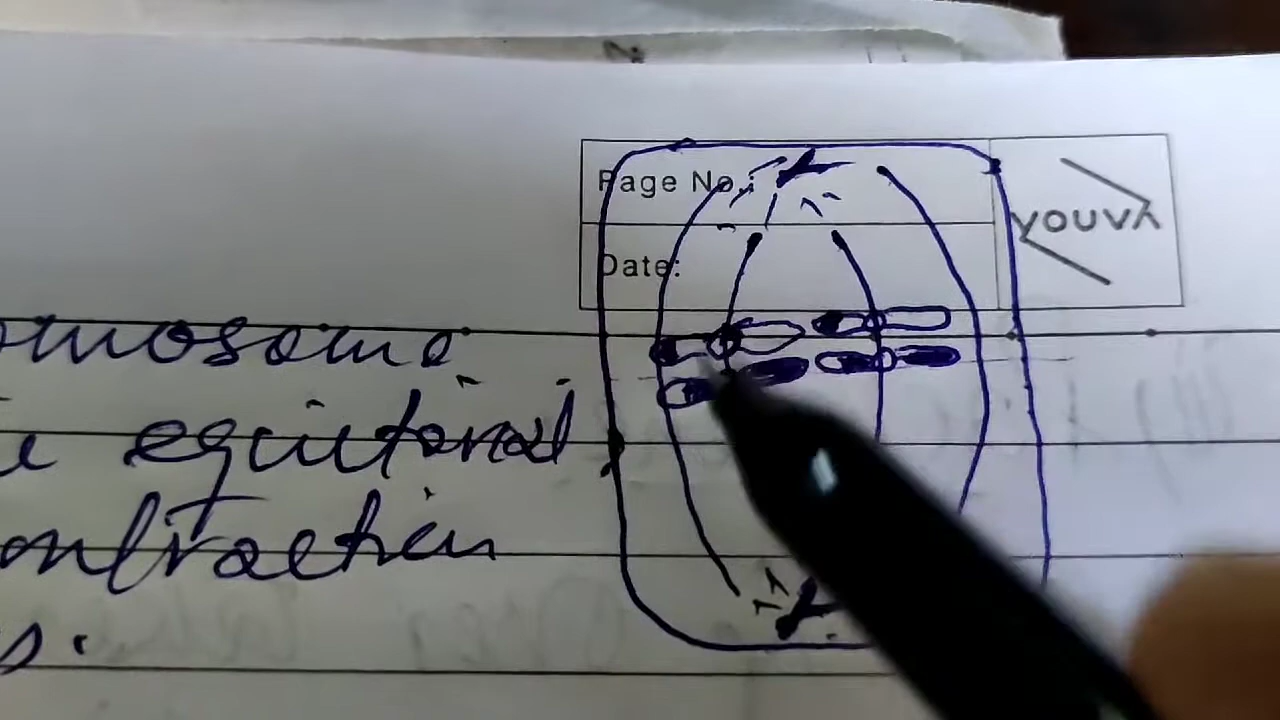 Page No.:
YOUVA
Date:
omosome
equitorial
ontraction
s.